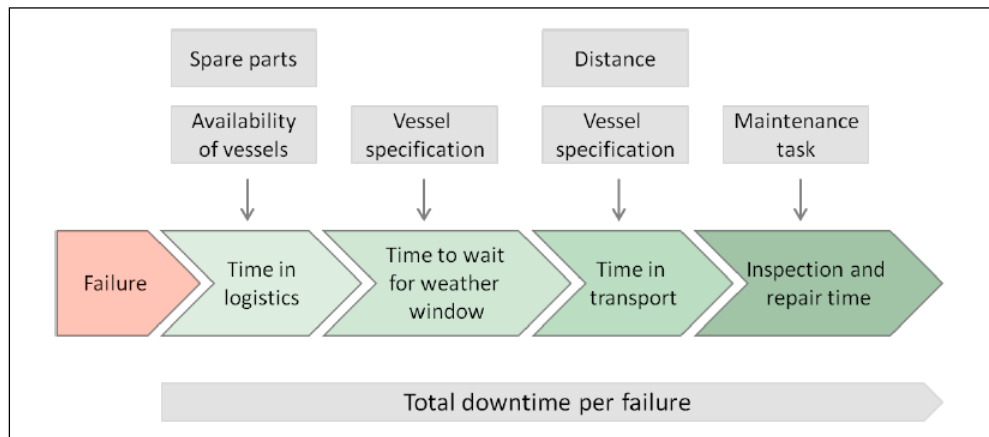 Spare parts
Distance
Availability
of vessels
Vessel
specification
Vessel
specification
Maintenance
task
Failure
Time in
logistics
Time to wait
for weather
window
Time in
transport
Inspection and
repair time
Total downtime per failure